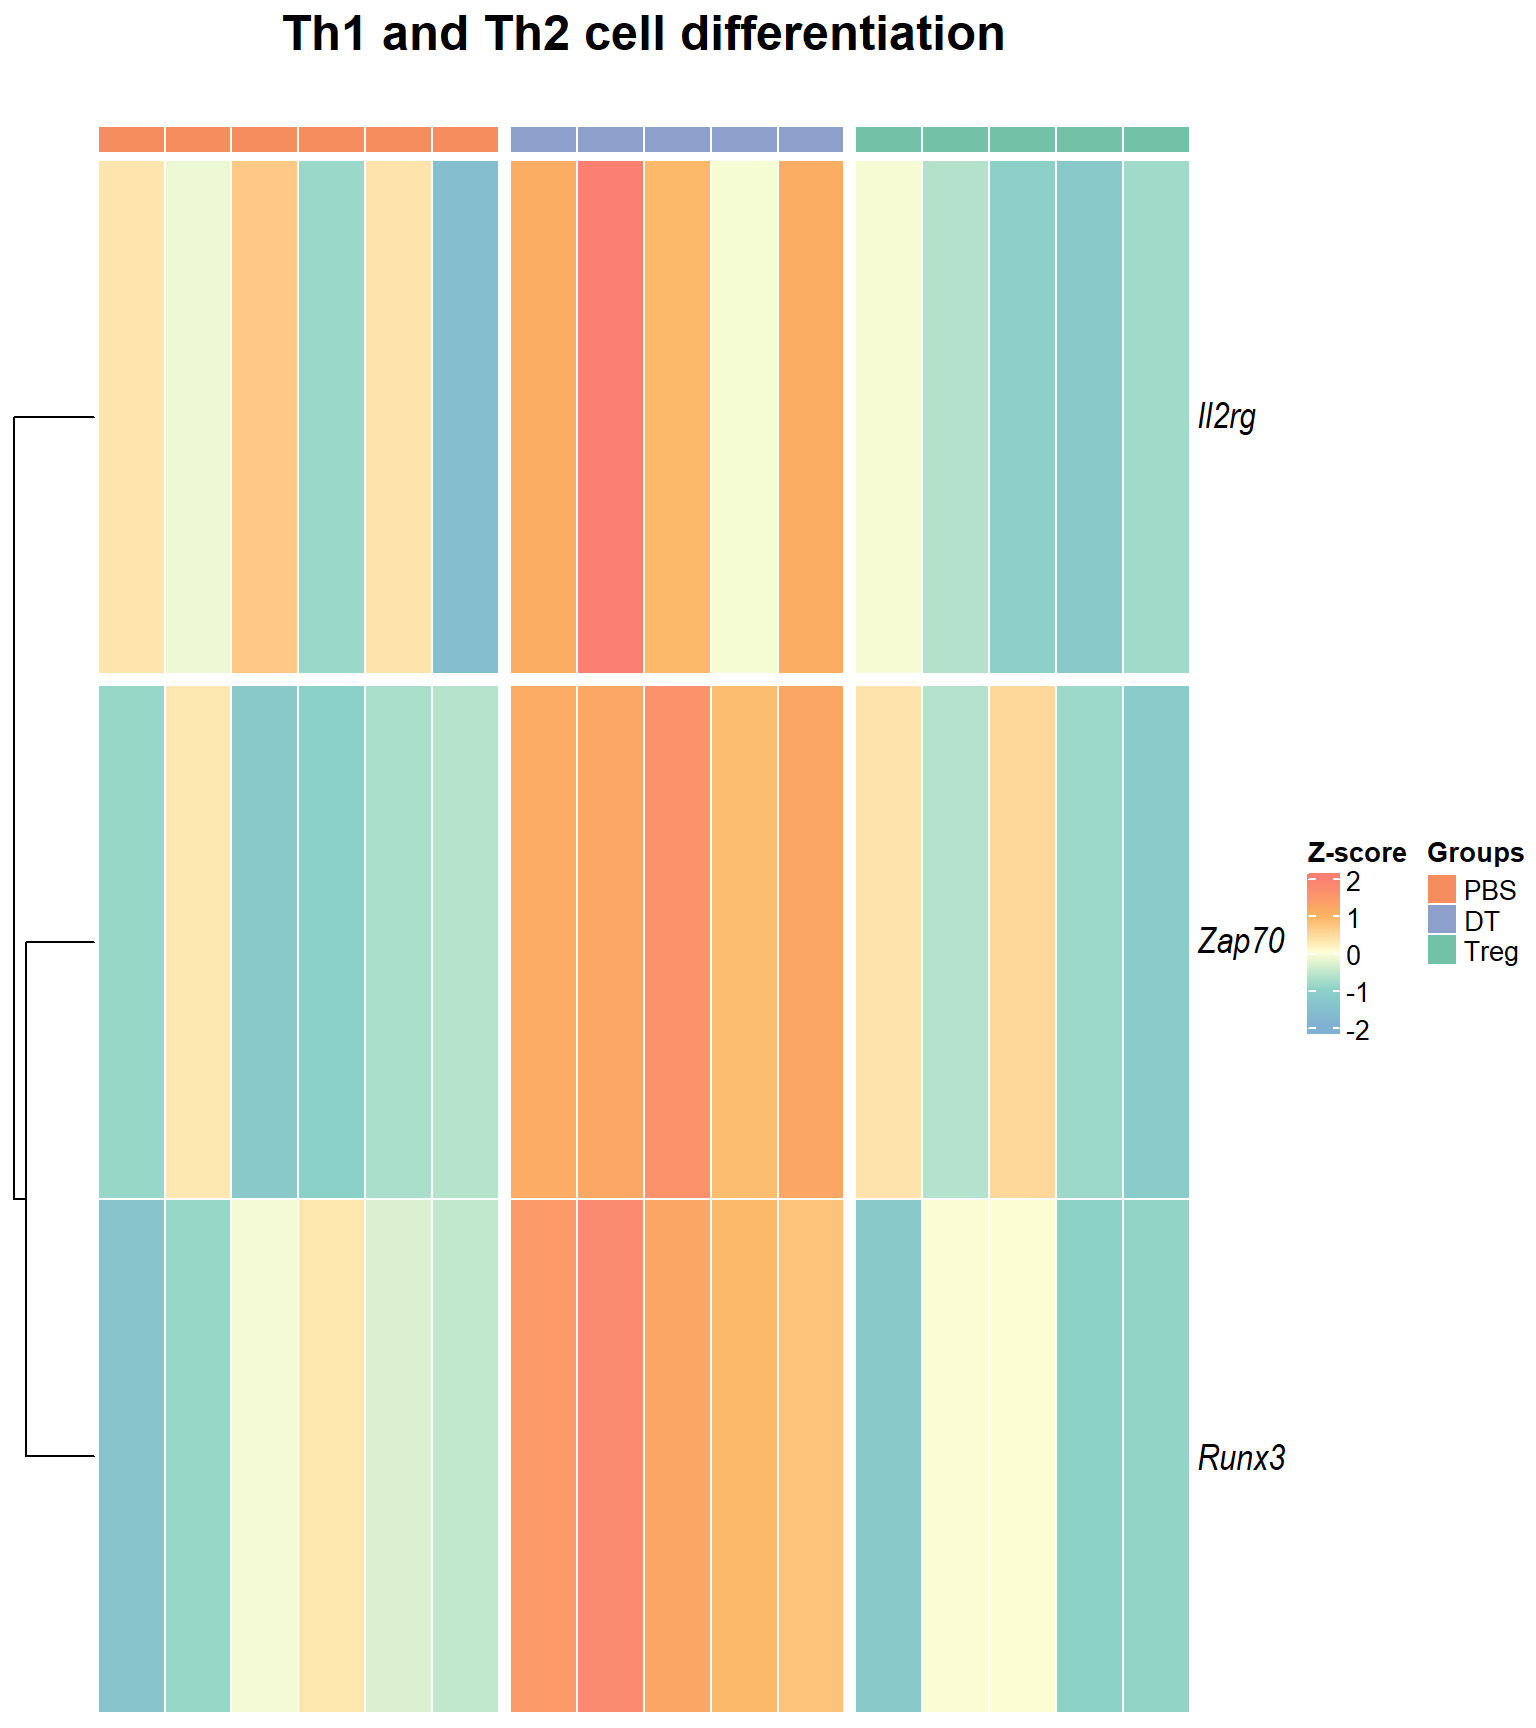 Th1 and Th2 cell differentiation
Il2rg
Zap70
Runx3
Z-score
2
1
0
-1
-2
Groups
PBS
DT
Treg